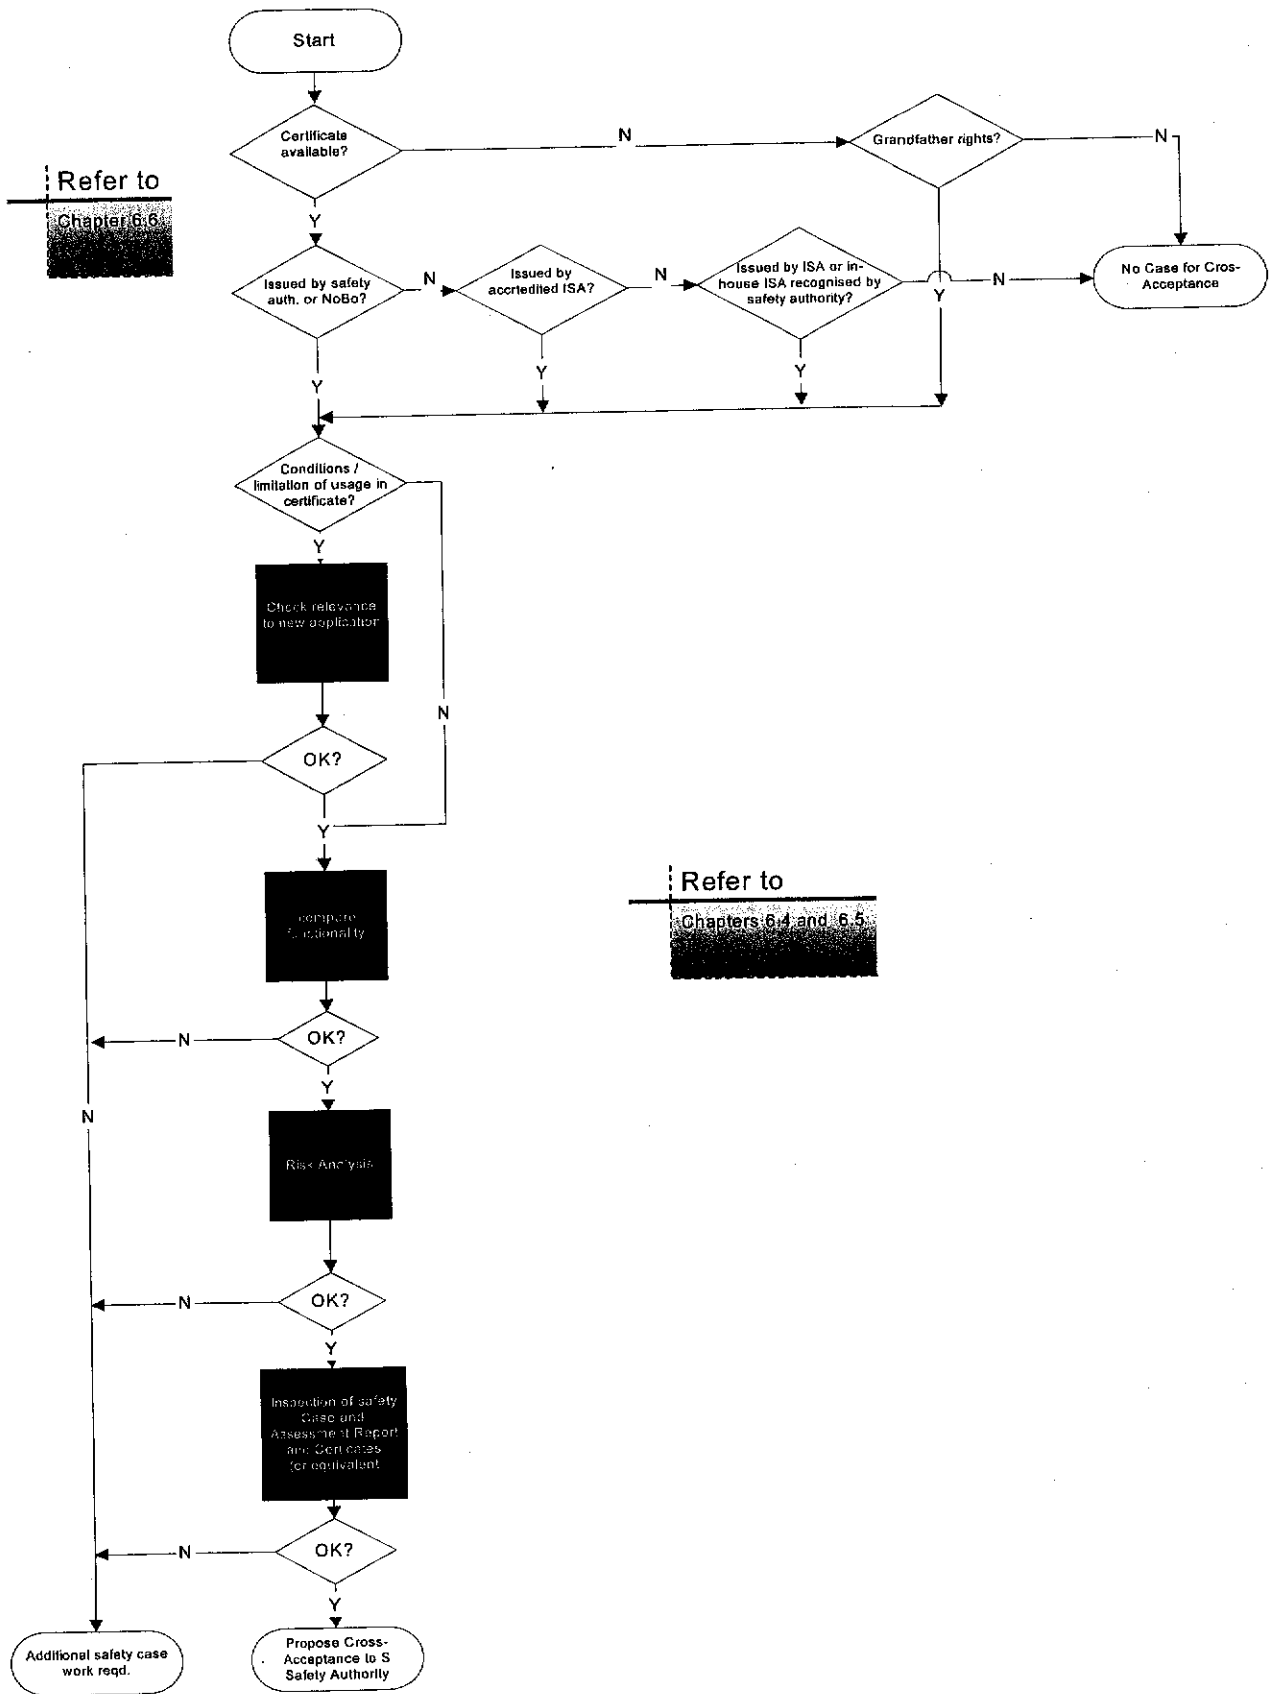 Start
Certificate
available?
N
Grandfather rights?
N
Refer to
Chapter 6.6
Y
Issued by safety
auth. or NoBo?
N
Issued by
accrtedited ISA?
N
Issued by ISA or in-
house ISA recognised by
safety authority?
Y
N
No Case for Cros-
Acceptance
Y
Y
Y
Conditions /
limitation of usage in
certificate?
Y
Check relevance
to new application
N
OK?
Y
Refer to
Chapters 6.4 and 6.5
compare
functionality
N
OK?
Y
N
Risk Analysis
N
OK?
Y
Inspection of safety
Case and
Assessment Report
and Certicates
(or equivalent
N
OK?
Y
Additional safety case
work reqd.
Propose Cross-
Acceptance to S
Safety Authority